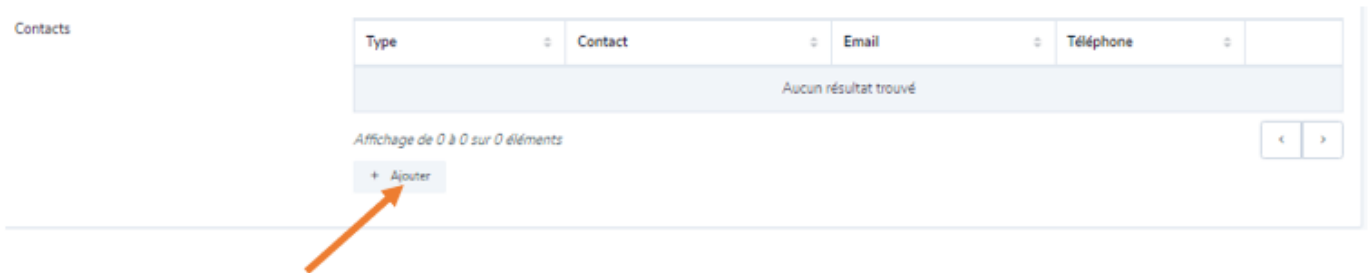 Contacts
Type Contact Email Téléphone
Aucun résultat trouvé
Affichage de 0 à 0 sur 0 éléments
< >
+ Ajouter